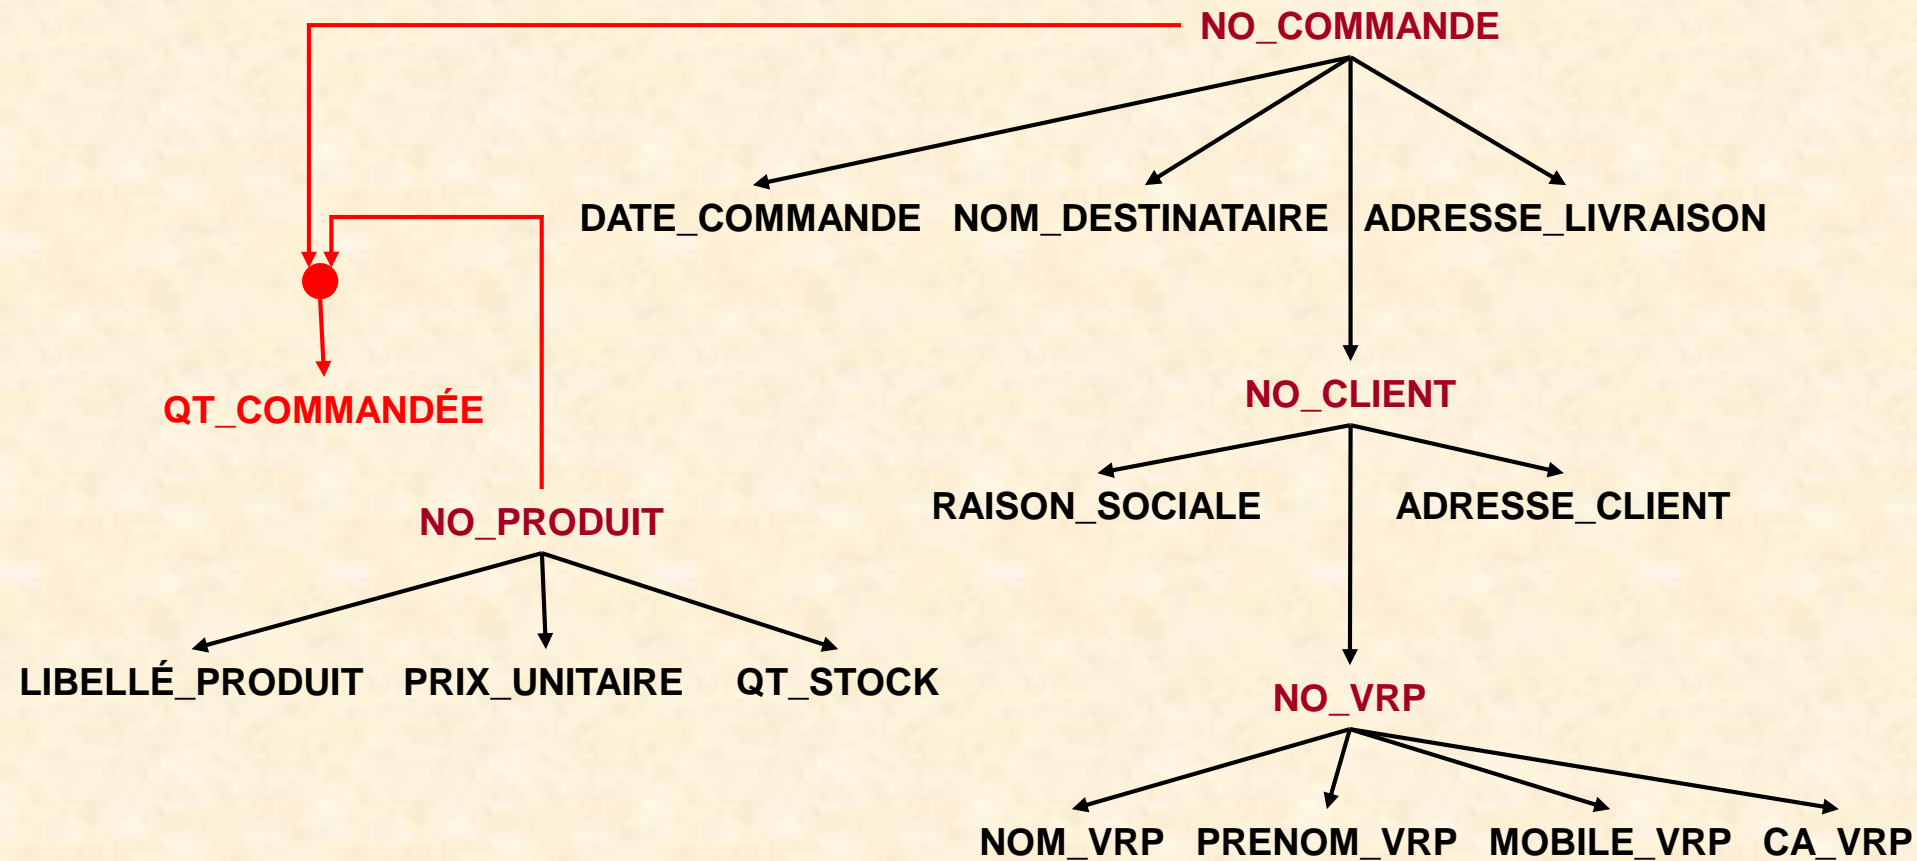 NO_COMMANDE
DATE_COMMANDE NOM_DESTINATAIRE ADRESSE_LIVRAISON
QT_COMMANDÉE
NO_CLIENT
RAISON_SOCIALE ADRESSE_CLIENT
NO_PRODUIT
LIBELLÉ_PRODUIT PRIX_UNITAIRE QT_STOCK
NO_VRP
NOM_VRP PRENOM_VRP MOBILE_VRP CA_VRP